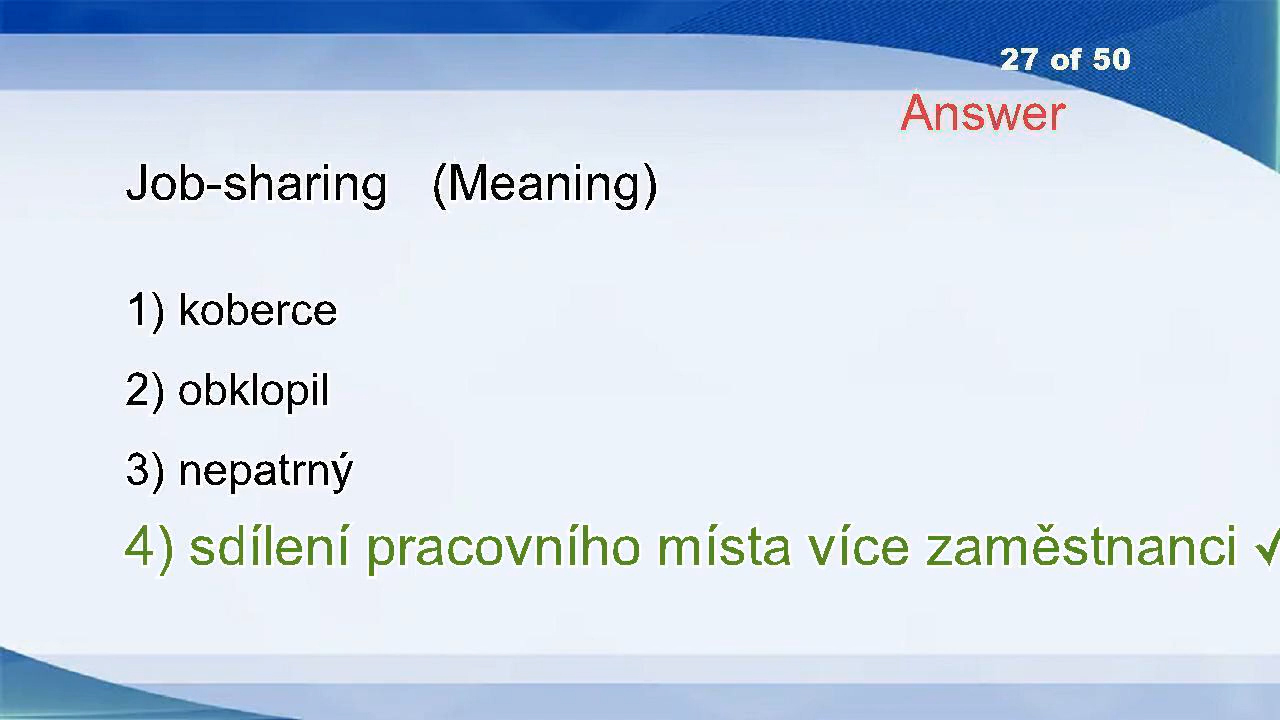 27 of 50
Answer
Job-sharing (Meaning)
1) koberce
2) obklopil
3) nepatrný
4) sdílení pracovního místa více zaměstnanci ✓